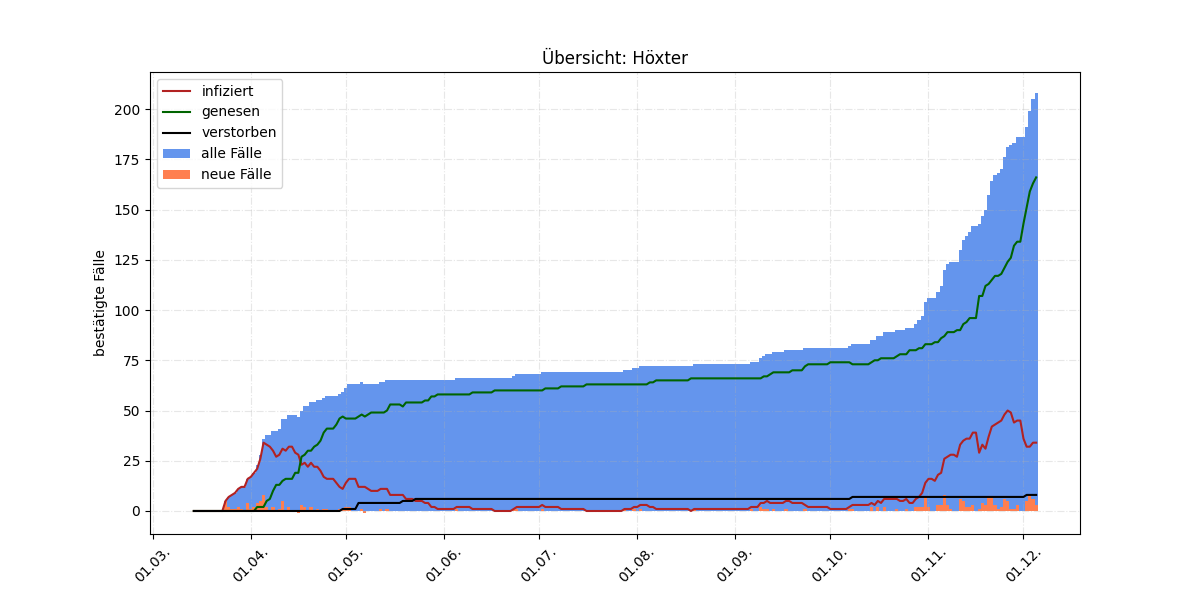 Übersicht: Höxter
infiziert
genesen
verstorben
alle Fälle
neue Fälle
bestätigte Fälle
200
175
150
125
100
75
50
25
0
01.03.
01.04.
01.05.
01.06.
01.07.
01.08.
01.09.
01.10.
01.11.
01.12.